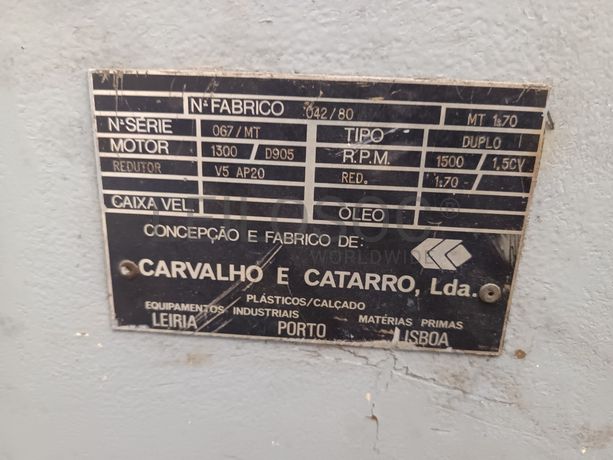 Nº FABRICO 042/80 MT 1.70
Nº SÉRIE 067/MT TIPO DUPLO
MOTOR 1300 / D905 R.P.M. 1500 / 1,5CV
REDUTOR V5 AP20 RED. 1:70 /
CAIXA VEL. ÓLEO
CONCEPÇÃO E FABRICO DE:
WORLDWIDE
CARVALHO E CATARRO, Lda.
PLÁSTICOS/CALÇADO
EQUIPAMENTOS INDUSTRIAIS MATÉRIAS PRIMAS
LEIRIA PORTO LISBOA